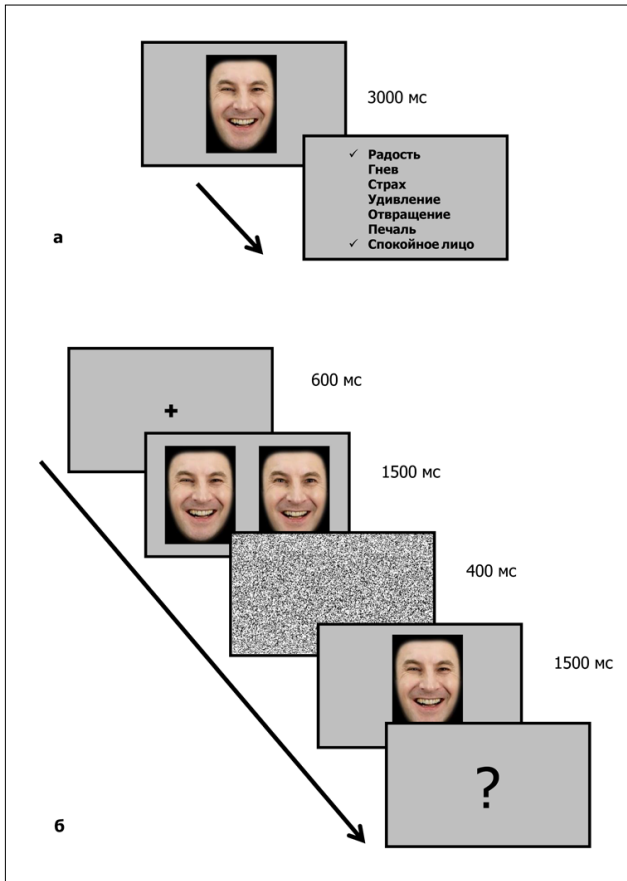 3000 мс
✓ Радость
Гнев
Страх
Удивление
Отвращение
Печаль
✓ Спокойное лицо
а
600 мс
+
1500 мс
400 мс
1500 мс
?
б